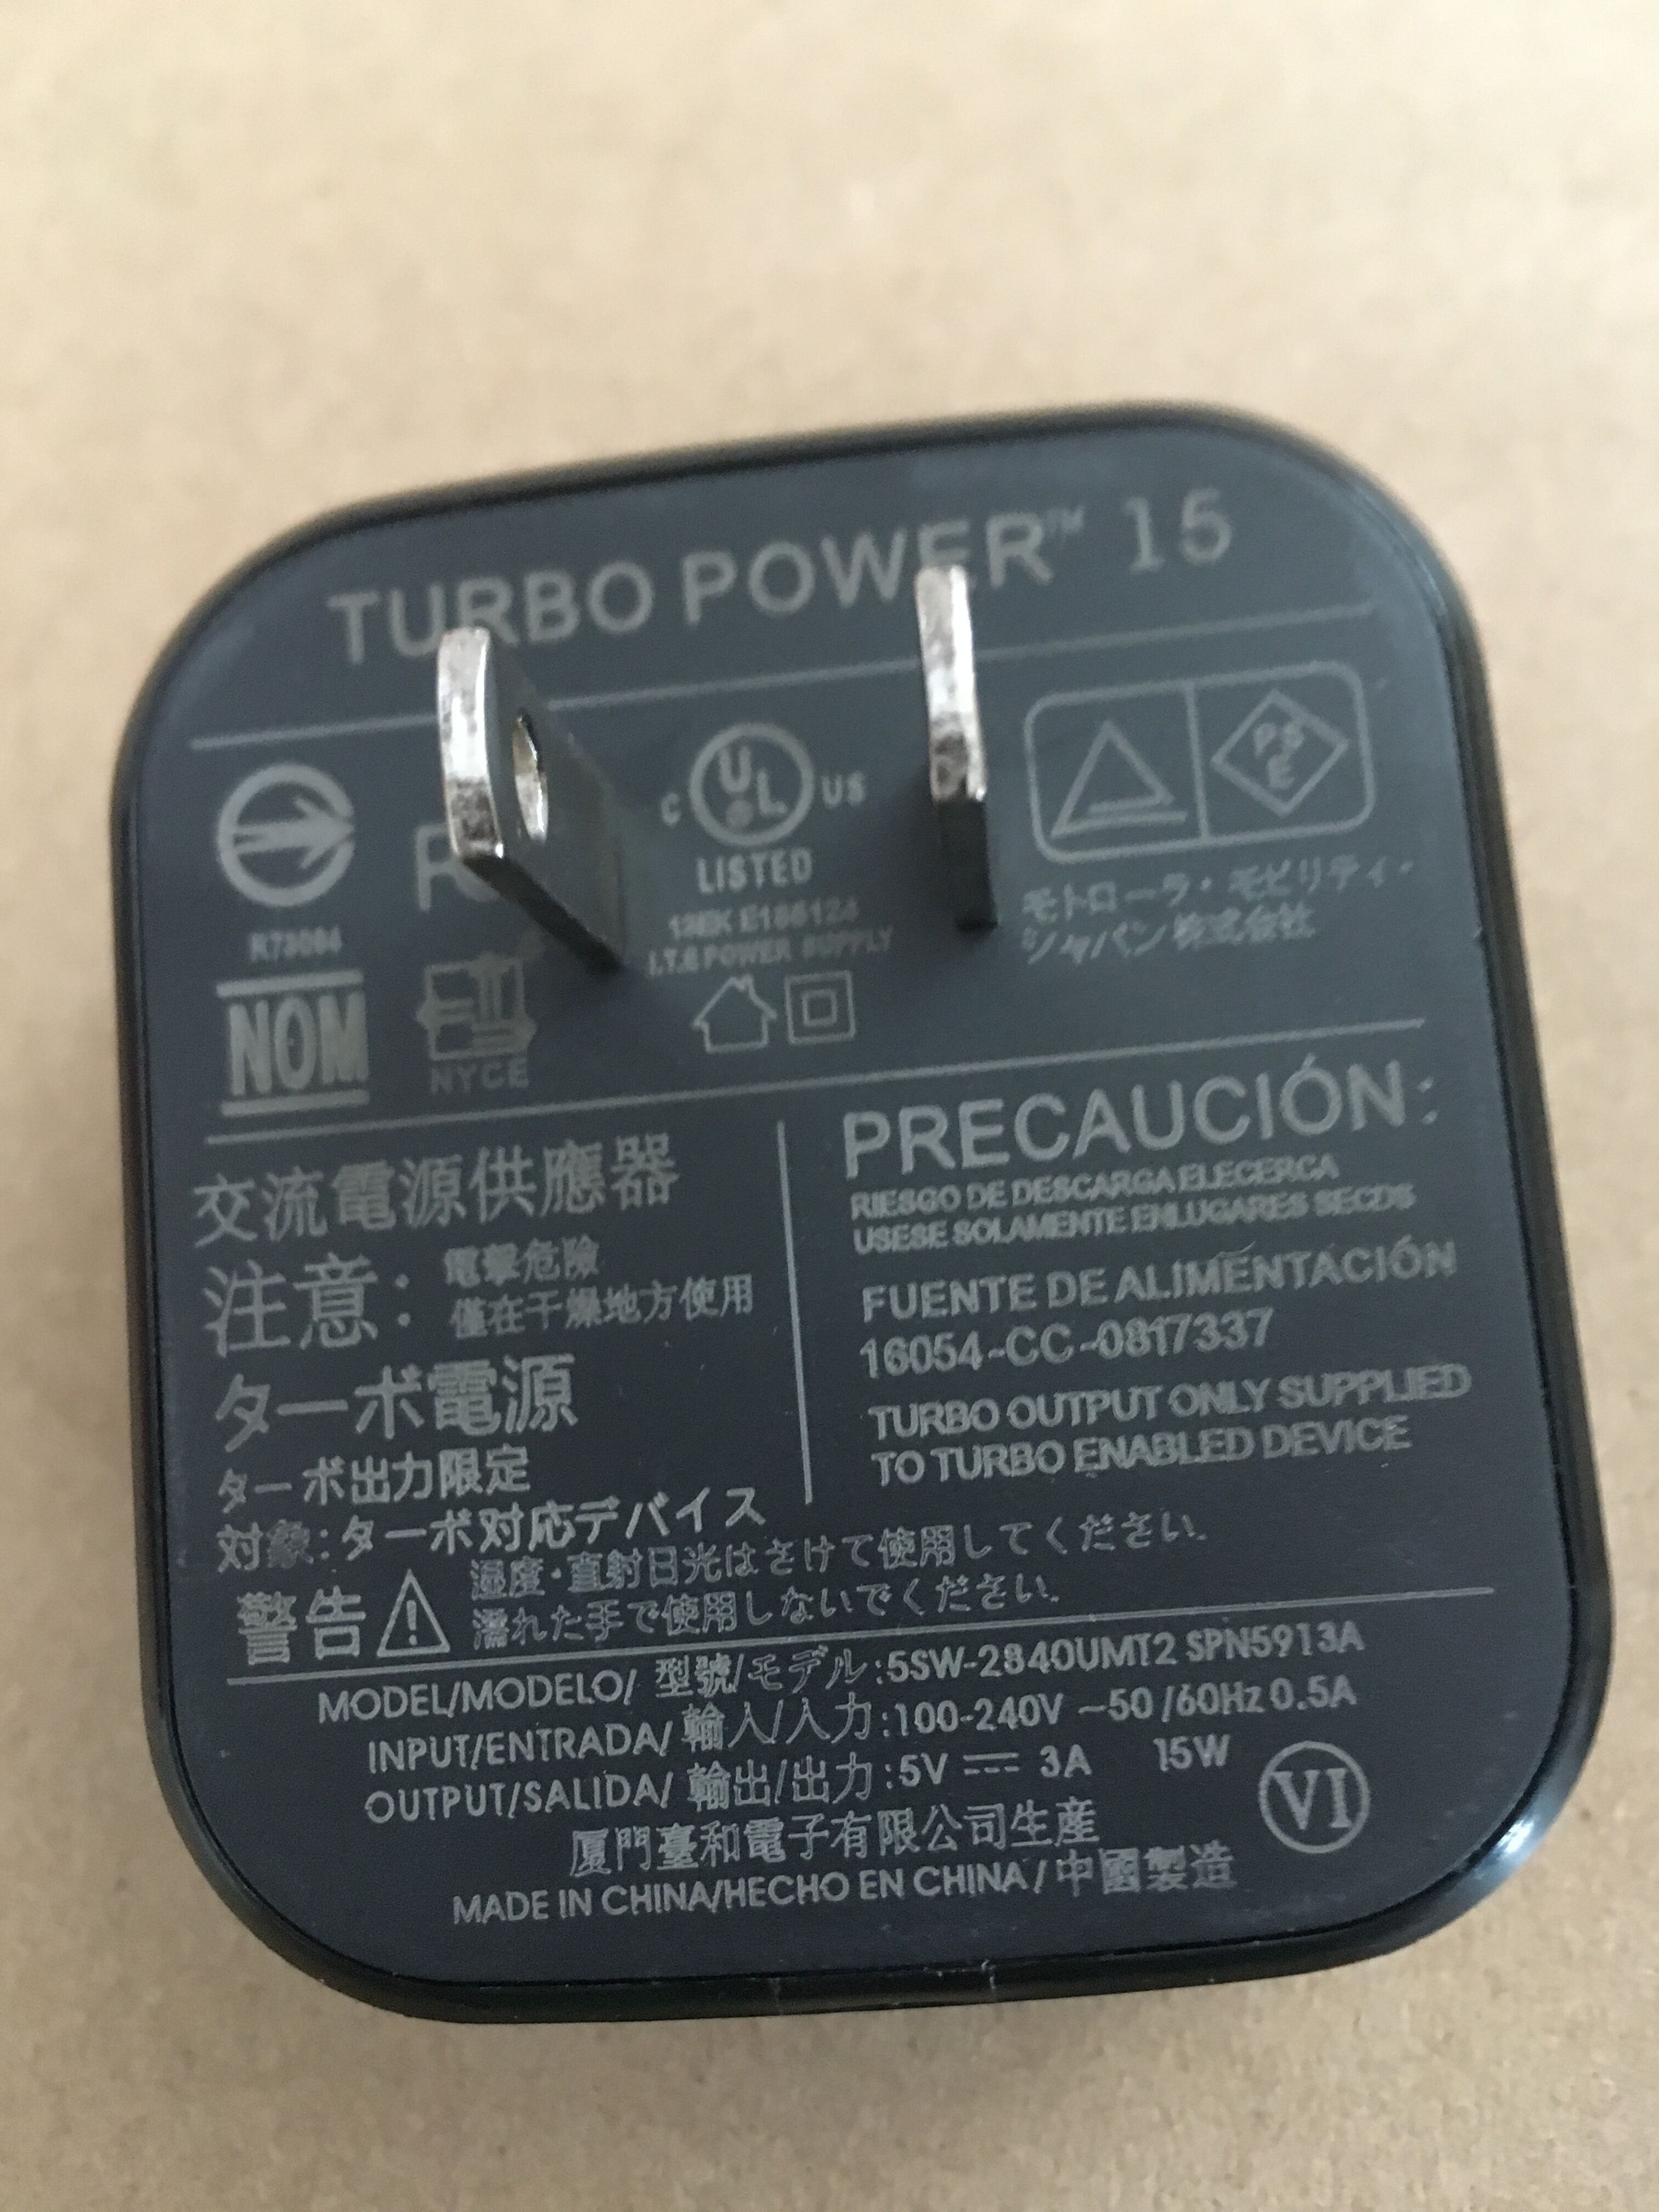 TURBO POWER™ 15
C UL US
LISTED
E186124
I.T.E POWER SUPPLY
PS
E
モトローラ・モビリティ・
ジャパン株式会社
NOM
NYCE
交流電源供應器
注意：電擊危險
僅在干燥地方使用
ターボ電源
ターボ出力限定
対象:ターボ対応デバイス
PRECAUCIÓN:
RIESGO DE DESCARGA ELECERCA
USESE SOLAMENTE ENLUGARES SECDS
FUENTE DE ALIMENTACIÓN
16054-CC-0817337
TURBO OUTPUT ONLY SUPPLIED
TO TURBO ENABLED DEVICE
警告 湿度・直射日光はさけて使用してください.
濡れた手で使用しないでください.
MODEL/MODELO/ 型號/モデル:5SW-2840UMT2 SPN5913A
INPUT/ENTRADA/ 輸入/入力:100-240V ~50/60Hz 0.5A
OUTPUT/SALIDA/ 輸出/出力:5V ⎓ 3A 15W
VI
厦門臺和電子有限公司生産
MADE IN CHINA/HECHO EN CHINA/中國製造